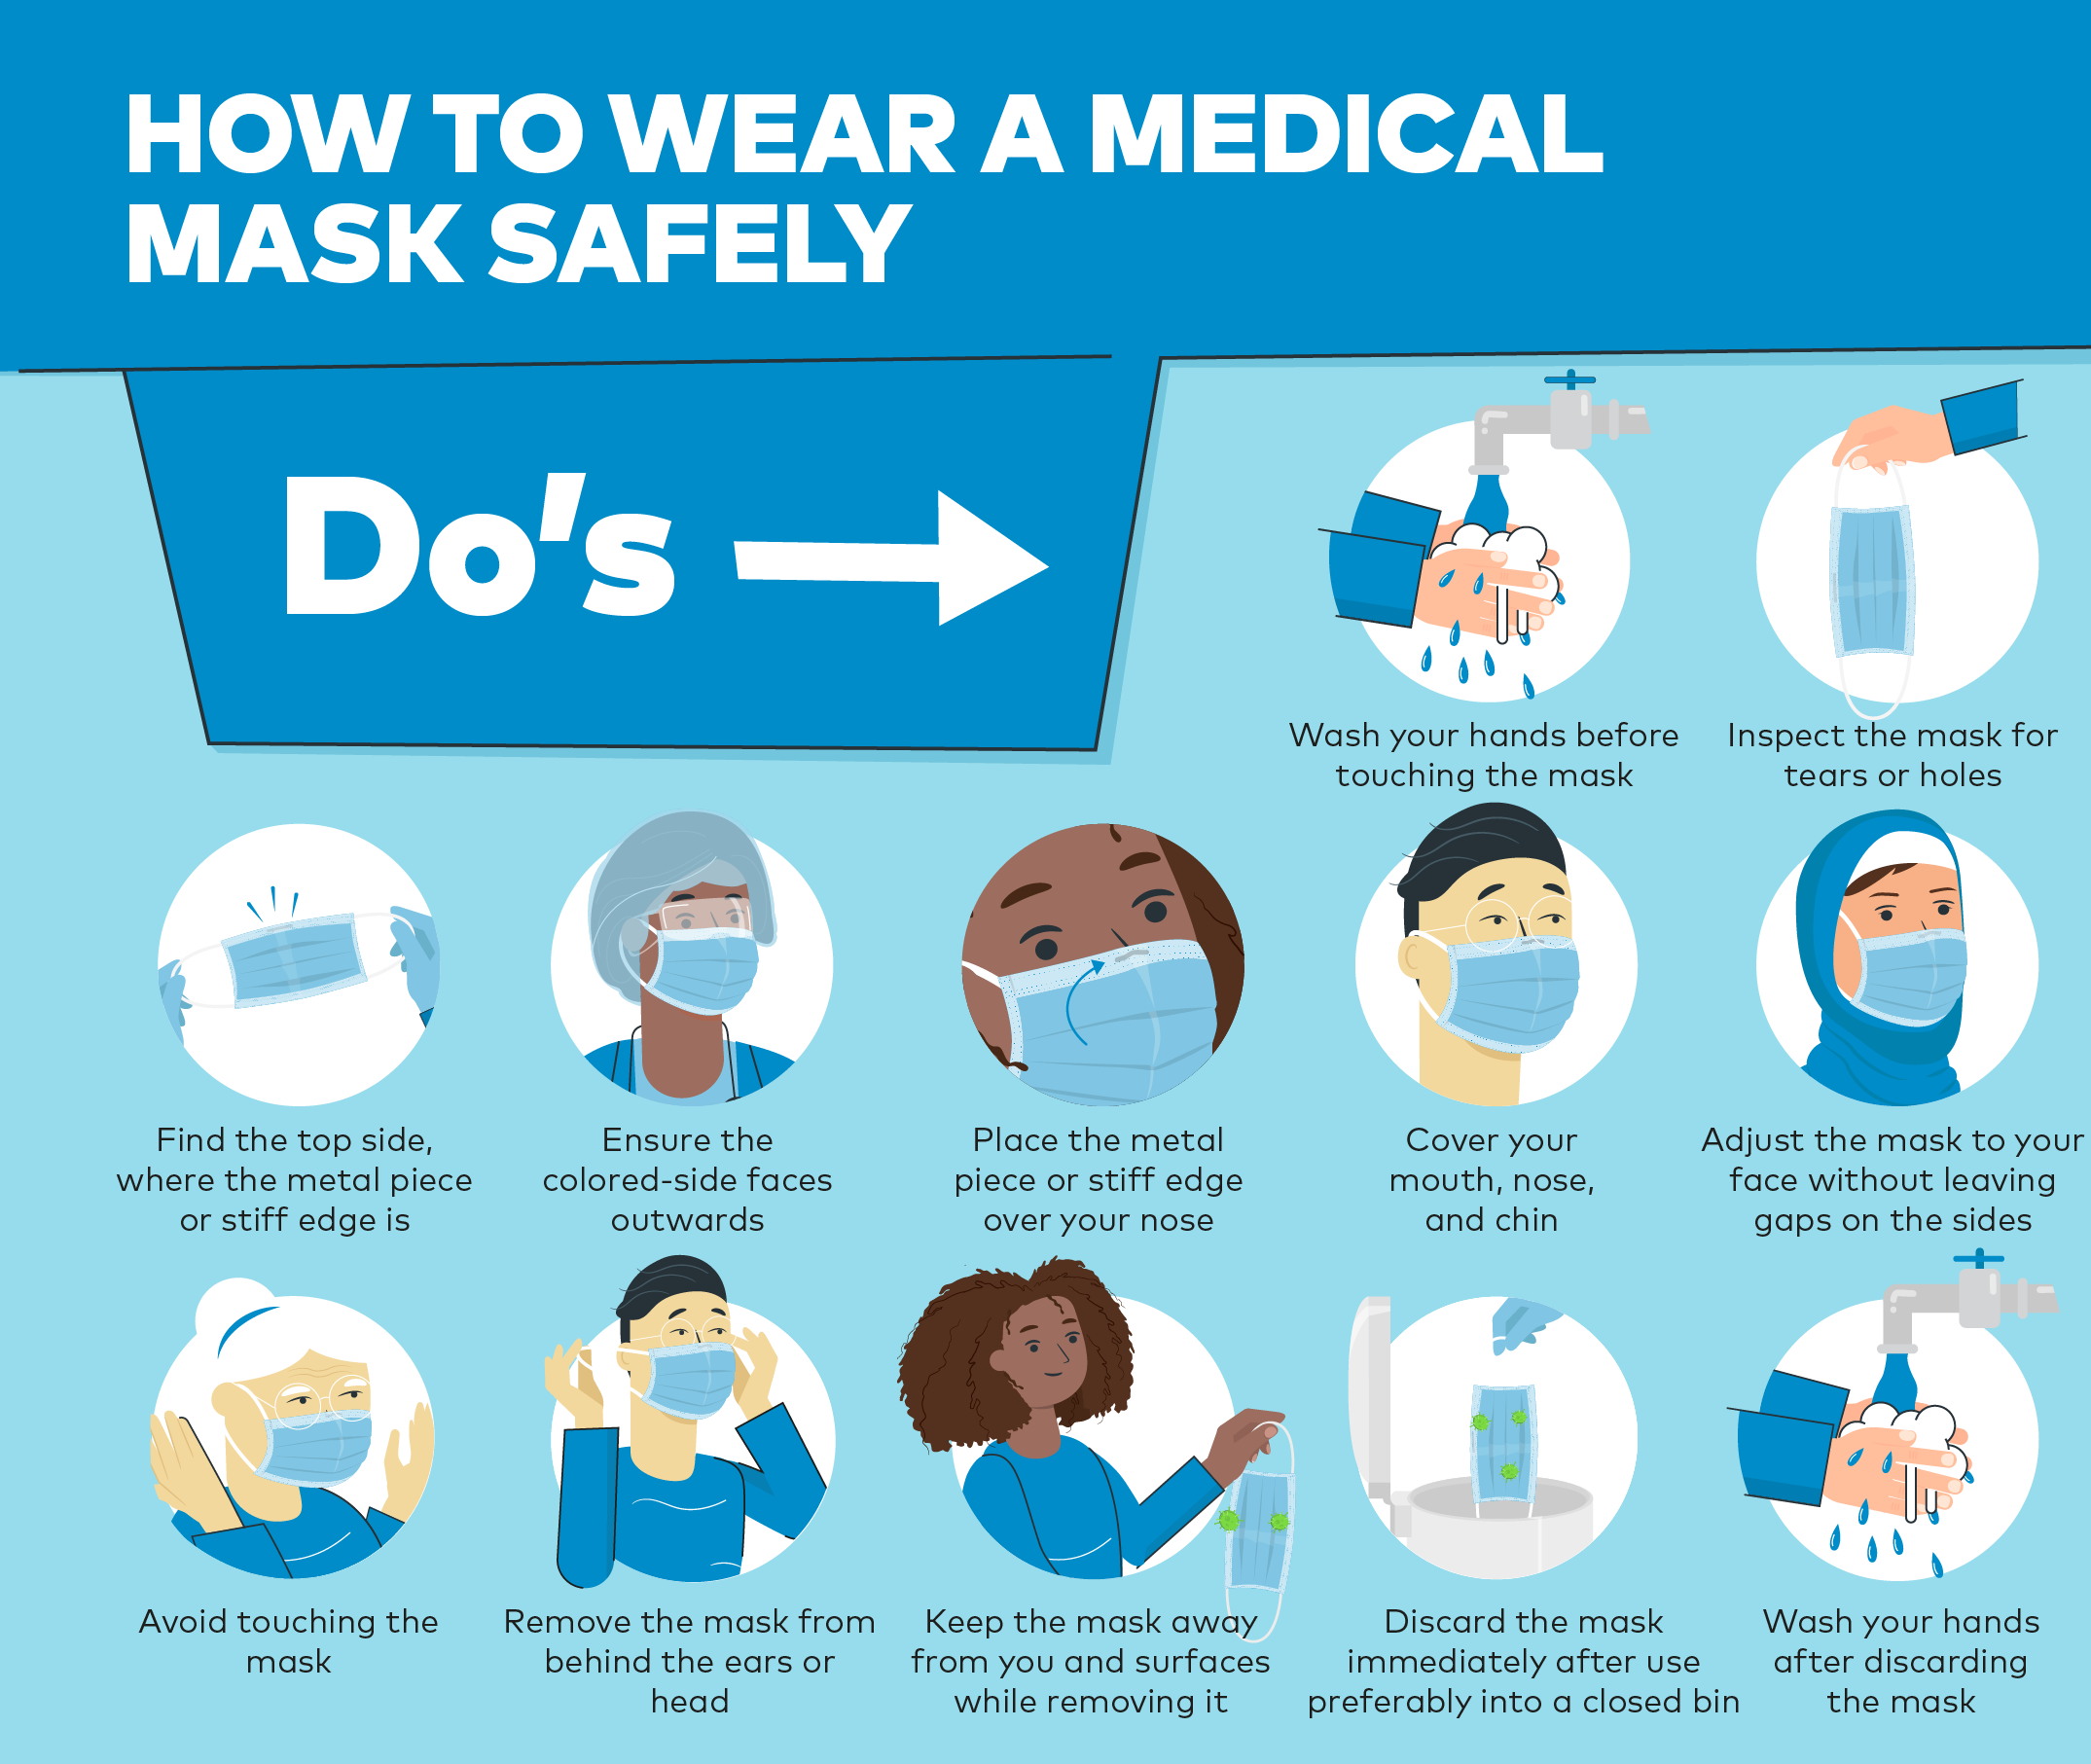 HOW TO WEAR A MEDICAL
MASK SAFELY
Do's
Wash your hands before
touching the mask
Inspect the mask for
tears or holes
Find the top side,
where the metal piece
or stiff edge is
Ensure the
colored-side faces
outwards
Place the metal
piece or stiff edge
over your nose
Cover your
mouth, nose,
and chin
Adjust the mask to your
face without leaving
gaps on the sides
Avoid touching the
mask
Remove the mask from
behind the ears or
head
Keep the mask away
from you and surfaces
while removing it
Discard the mask
immediately after use
preferably into a closed bin
Wash your hands
after discarding
the mask